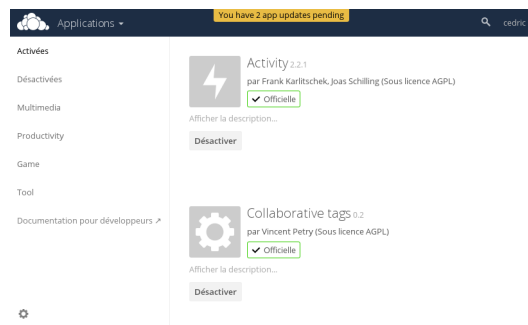 Applications
You have 2 app updates pending
cedric
Activées
Désactivées
Multimedia
Productivity
Game
Tool
Documentation pour développeurs ↗
Activity 2.2.1
par Frank Karlitschek, Joas Schilling (Sous licence AGPL)
✔ Officielle
Afficher la description...
Désactiver
Collaborative tags 0.2
par Vincent Petry (Sous licence AGPL)
✔ Officielle
Afficher la description...
Désactiver